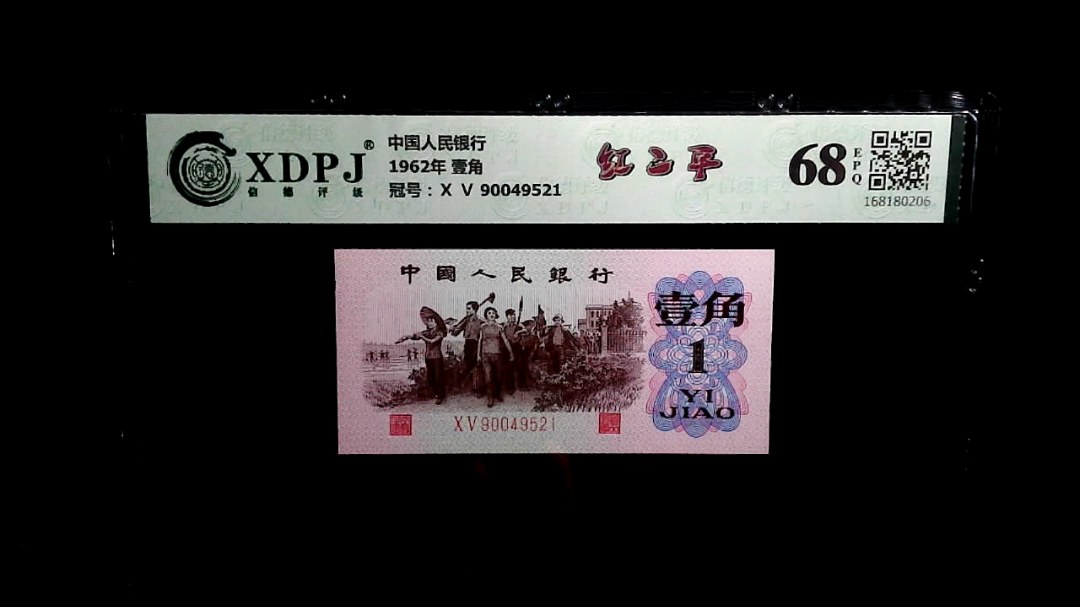 XDPJ®
信德评级
中国人民银行
1962年 壹角
冠号：X V 90049521
红二平
68
EPQ
168180206
中國人民銀行
壹角
1
YI
JIAO
XV90049521